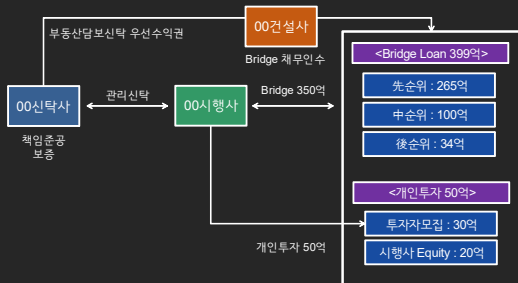 부동산담보신탁 우선수익권
00건설사
Bridge 채무인수
<Bridge Loan 399억>
先순위 : 265억
中순위 : 100억
後순위 : 34억
00신탁사
관리신탁
00시행사
Bridge 350억
책임준공
보증
<개인투자 50억>
투자자모집 : 30억
시행사 Equity : 20억
개인투자 50억